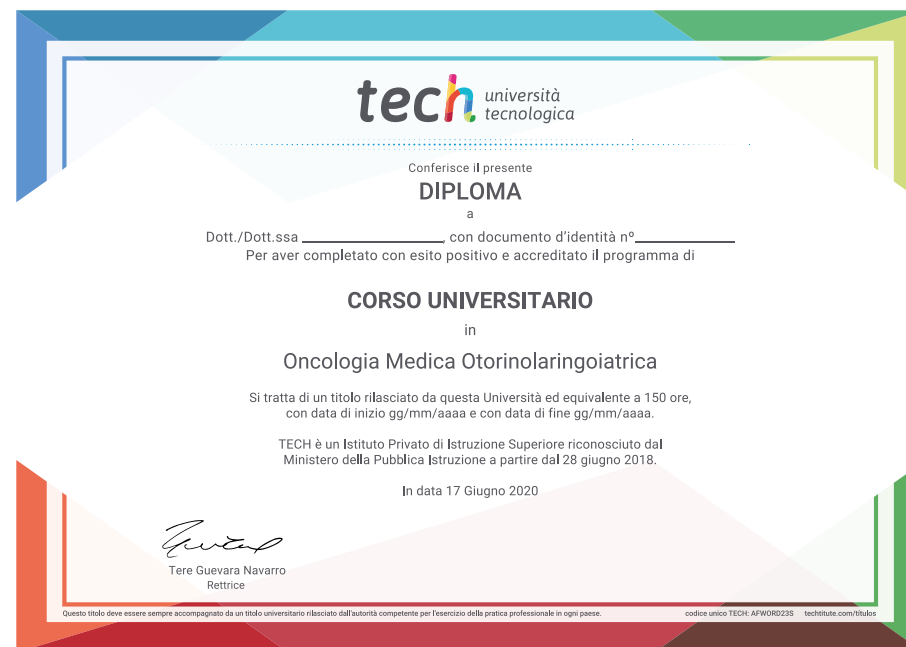 tech università
tecnologica
Conferisce il presente
DIPLOMA
a
Dott./Dott.ssa ____________________, con documento d'identità nº______________
Per aver completato con esito positivo e accreditato il programma di
CORSO UNIVERSITARIO
in
Oncologia Medica Otorinolaringoiatrica
Si tratta di un titolo rilasciato da questa Università ed equivalente a 150 ore,
con data di inizio gg/mm/aaaa e con data di fine gg/mm/aaaa.
TECH è un Istituto Privato di Istruzione Superiore riconosciuto dal
Ministero della Pubblica Istruzione a partire dal 28 giugno 2018.
In data 17 Giugno 2020
Tere Guevara Navarro
Rettrice
Questo titolo deve essere sempre accompagnato da un titolo universitario rilasciato dall'autorità competente per l'esercizio della pratica professionale in ogni paese. codice unico TECH: AFWORD23S techtitute.com/titulos